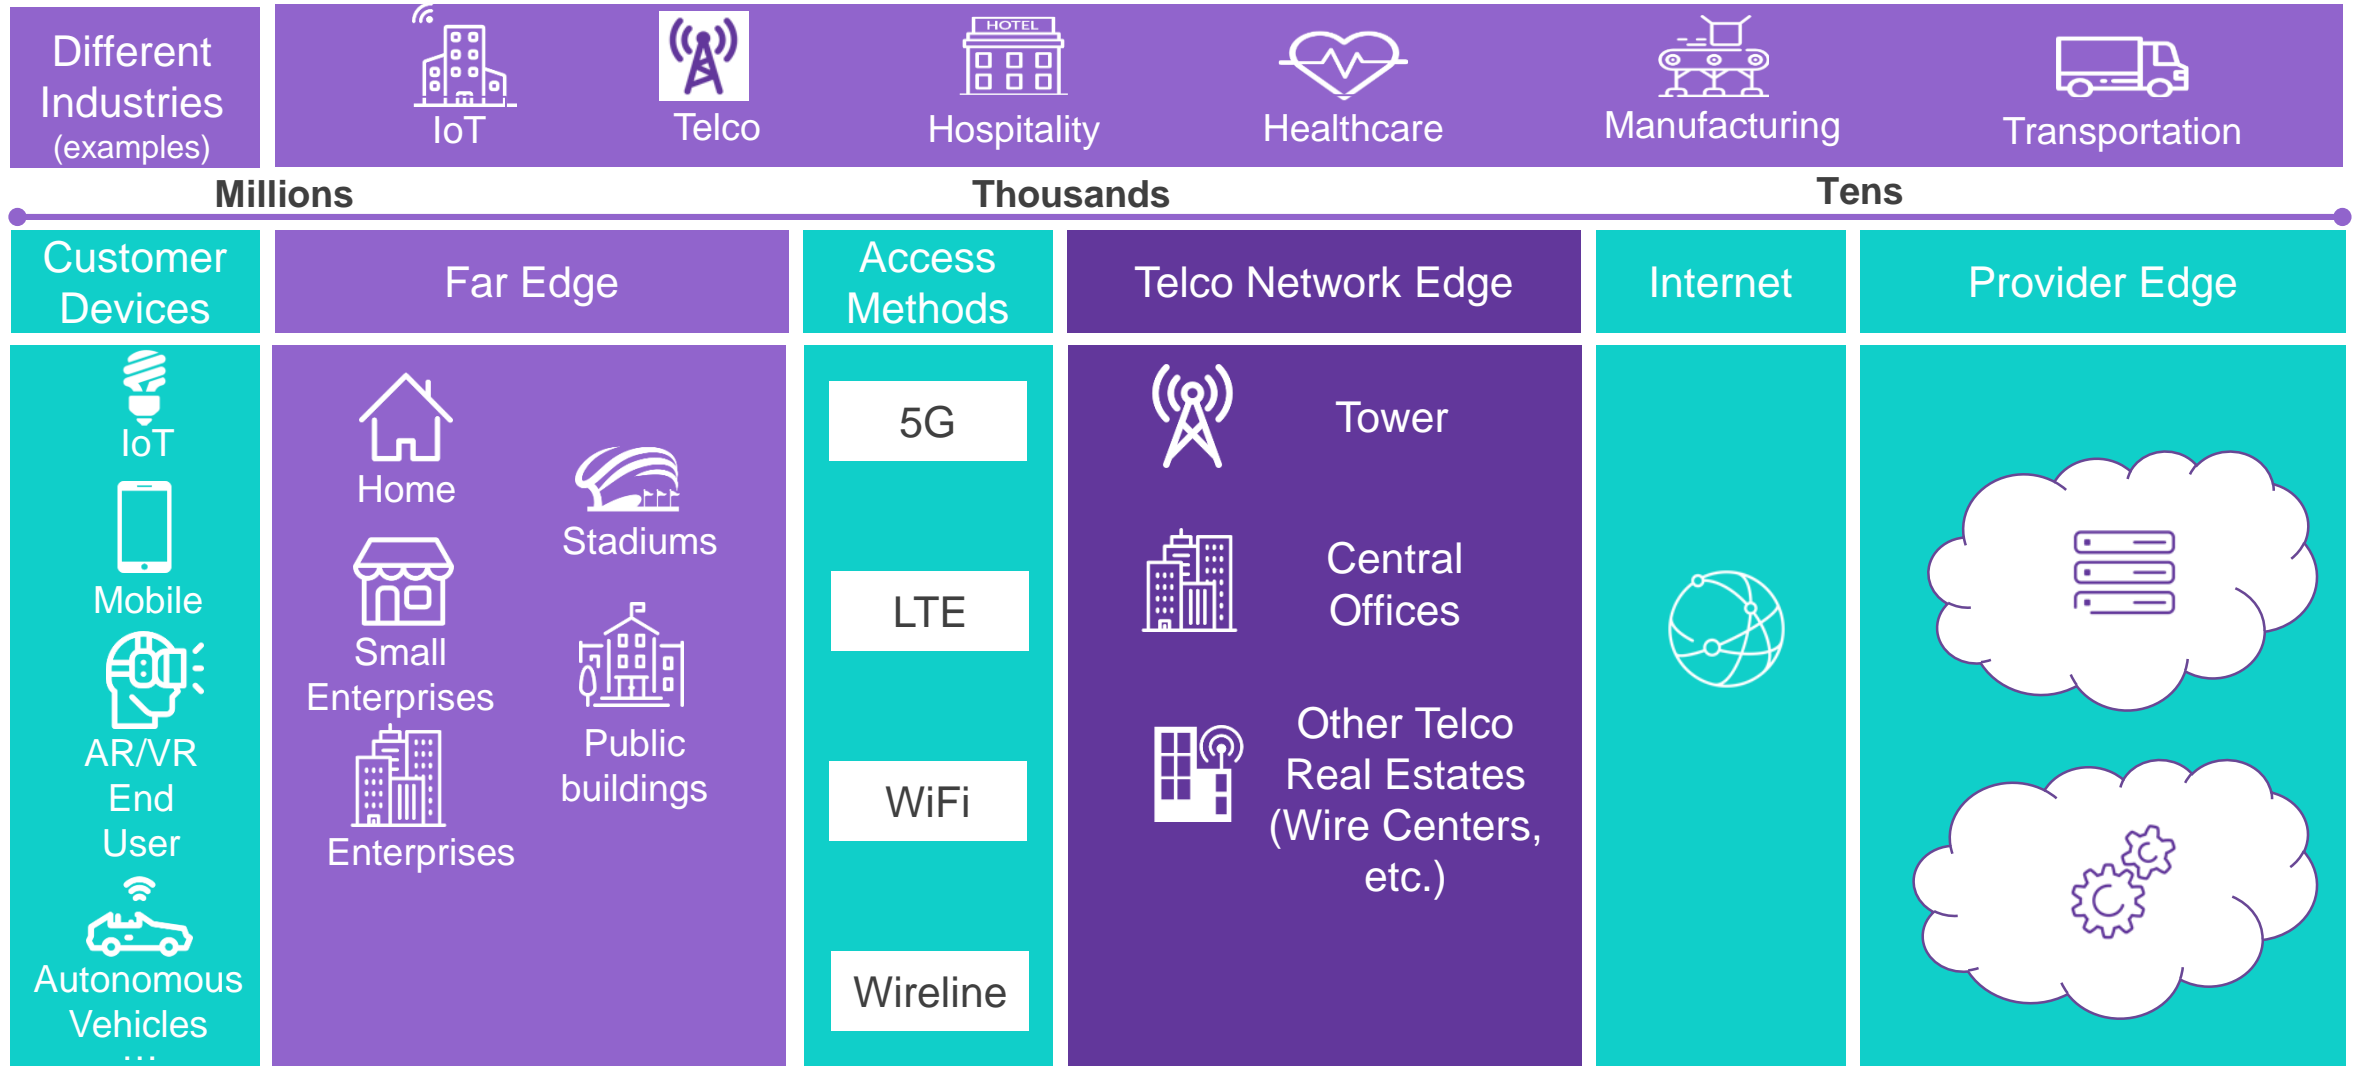 Different
Industries
(examples)
IoT
Telco
HOTEL
Hospitality
Healthcare
Manufacturing
Transportation
Millions
Thousands
Tens
Customer
Devices
Far Edge
Access
Methods
Telco Network Edge
Internet
Provider Edge
IoT
Mobile
AR/VR
End
User
Autonomous
Vehicles
...
Home
Small
Enterprises
Enterprises
Stadiums
Public
buildings
5G
LTE
WiFi
Wireline
Tower
Central
Offices
Other Telco
Real Estates
(Wire Centers,
etc.)